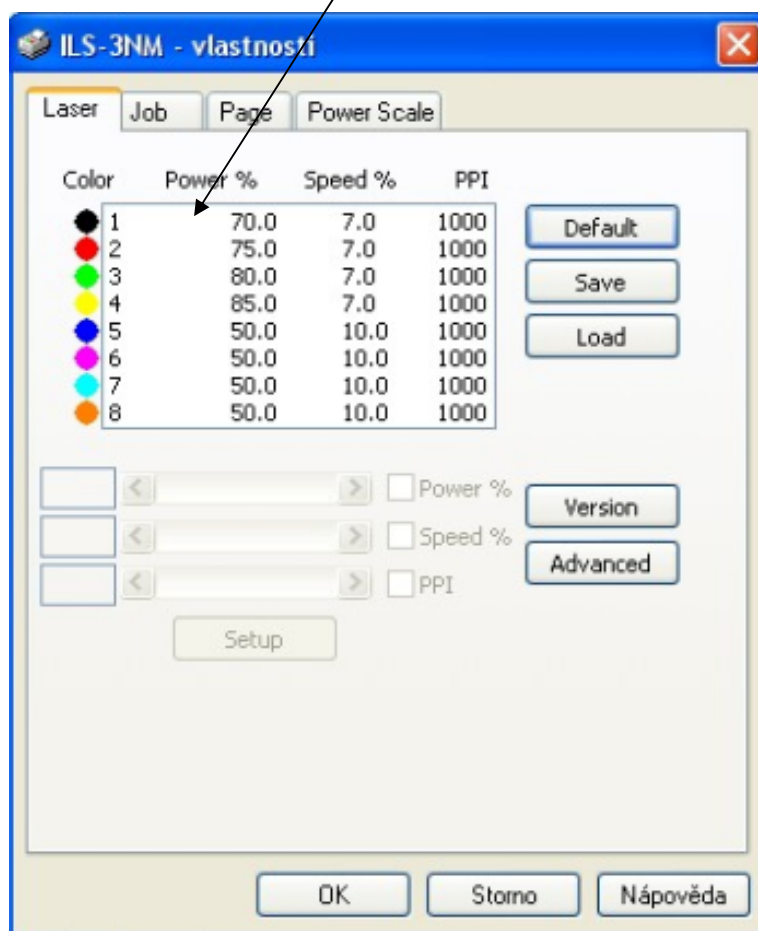 ILS-3NM - vlastnosti
Laser Job Page Power Scale
Color Power % Speed % PPI
1 70.0 7.0 1000
2 75.0 7.0 1000
3 80.0 7.0 1000
4 85.0 7.0 1000
5 50.0 10.0 1000
6 50.0 10.0 1000
7 50.0 10.0 1000
8 50.0 10.0 1000
Default
Save
Load
Power %
Speed %
PPI
Version
Advanced
Setup
OK Storno Nápověda